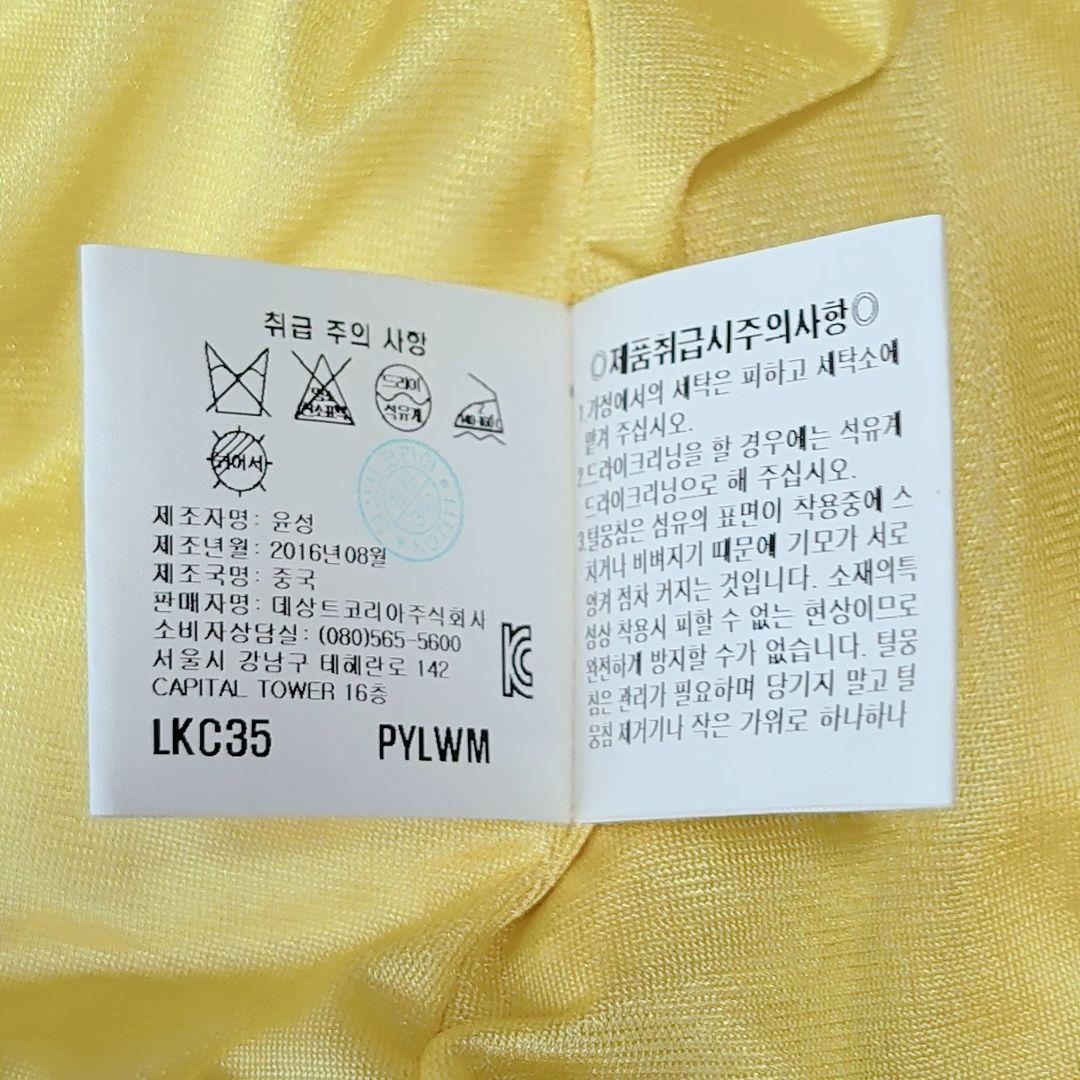 취급 주의 사항
염소표백
드라이
석유계
140-160℃
뉘어서
제조자명: 윤성
제조년월: 2016년08월
제조국명: 중국
판매자명: 데상트코리아주식회사
소비자상담실: (080)565-5600
서울시 강남구 테헤란로 142
CAPITAL TOWER 16층
LKC35 PYLWM
◎제품취급시주의사항◎
1.가정에서의 세탁은 피하고 세탁소에
맡겨 주십시오.
2.드라이크리닝을 할 경우에는 석유계
드라이크리닝으로 해 주십시오.
3.털뭉침은 섬유의 표면이 착용중에 스
치거나 비벼지기 때문에 기모가 서로
엉켜 점차 커지는 것입니다. 소재의특
성상 착용시 피할 수 없는 현상이므로
완전하게 방지할 수가 없습니다. 털뭉
침은 관리가 필요하며 당기지 말고 털
뭉침 제거기나 작은 가위로 하나하나